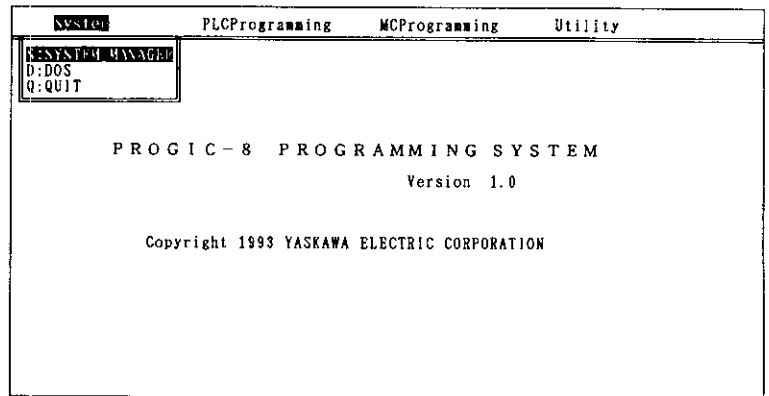 System PLCProgramming MCProgramming Utility
S:SYSTEM MANAGER
D:DOS
Q:QUIT
PROGIC-8 PROGRAMMING SYSTEM
Version 1.0
Copyright 1993 YASKAWA ELECTRIC CORPORATION